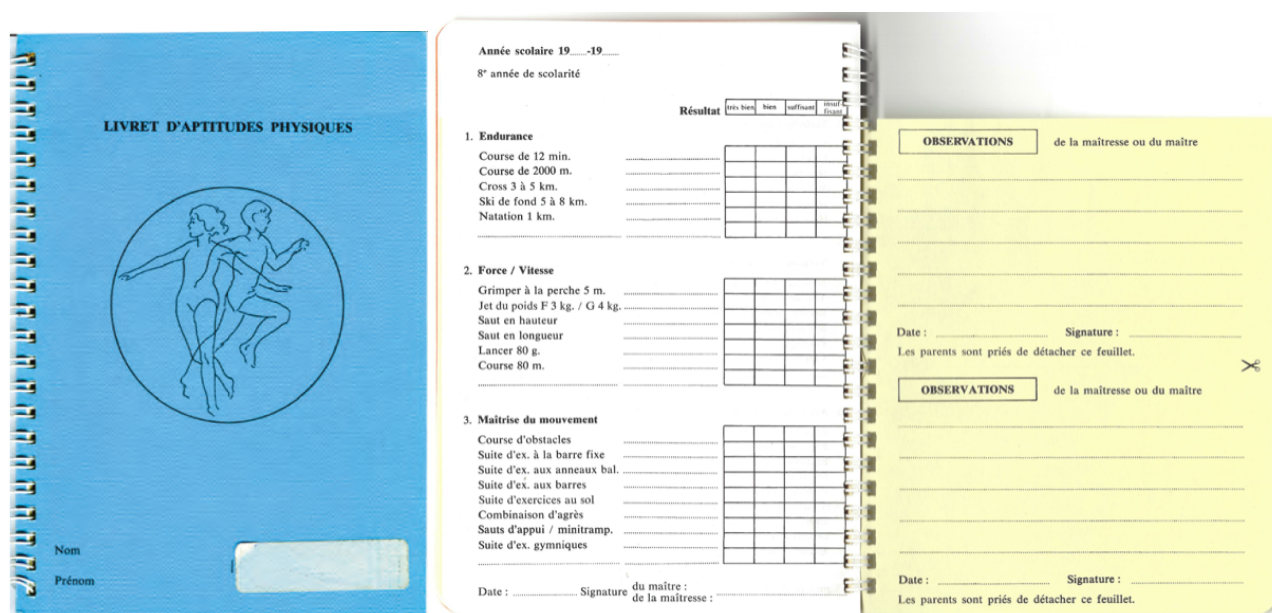 LIVRET D'APTITUDES PHYSIQUES
Nom
Prénom
Année scolaire 19......-19......
8e année de scolarité
Résultat très bien bien suffisant insuf-
fisant
1. Endurance
Course de 12 min.
Course de 2000 m.
Cross 3 à 5 km.
Ski de fond 5 à 8 km.
Natation 1 km.
2. Force / Vitesse
Grimper à la perche 5 m.
Jet du poids F 3 kg. / G 4 kg.
Saut en hauteur
Saut en longueur
Lancer 80 g.
Course 80 m.
3. Maîtrise du mouvement
Course d'obstacles
Suite d'ex. à la barre fixe
Suite d'ex. aux anneaux bal.
Suite d'ex. aux barres
Suite d'exercices au sol
Combinaison d'agrès
Sauts d'appui / minitramp.
Suite d'ex. gymniques
Date : .................. Signature du maître :
de la maîtresse : ..................
OBSERVATIONS de la maîtresse ou du maître
Date : .................. Signature : ..................
Les parents sont priés de détacher ce feuillet.
OBSERVATIONS de la maîtresse ou du maître
Date : .................. Signature : ..................
Les parents sont priés de détacher ce feuillet.